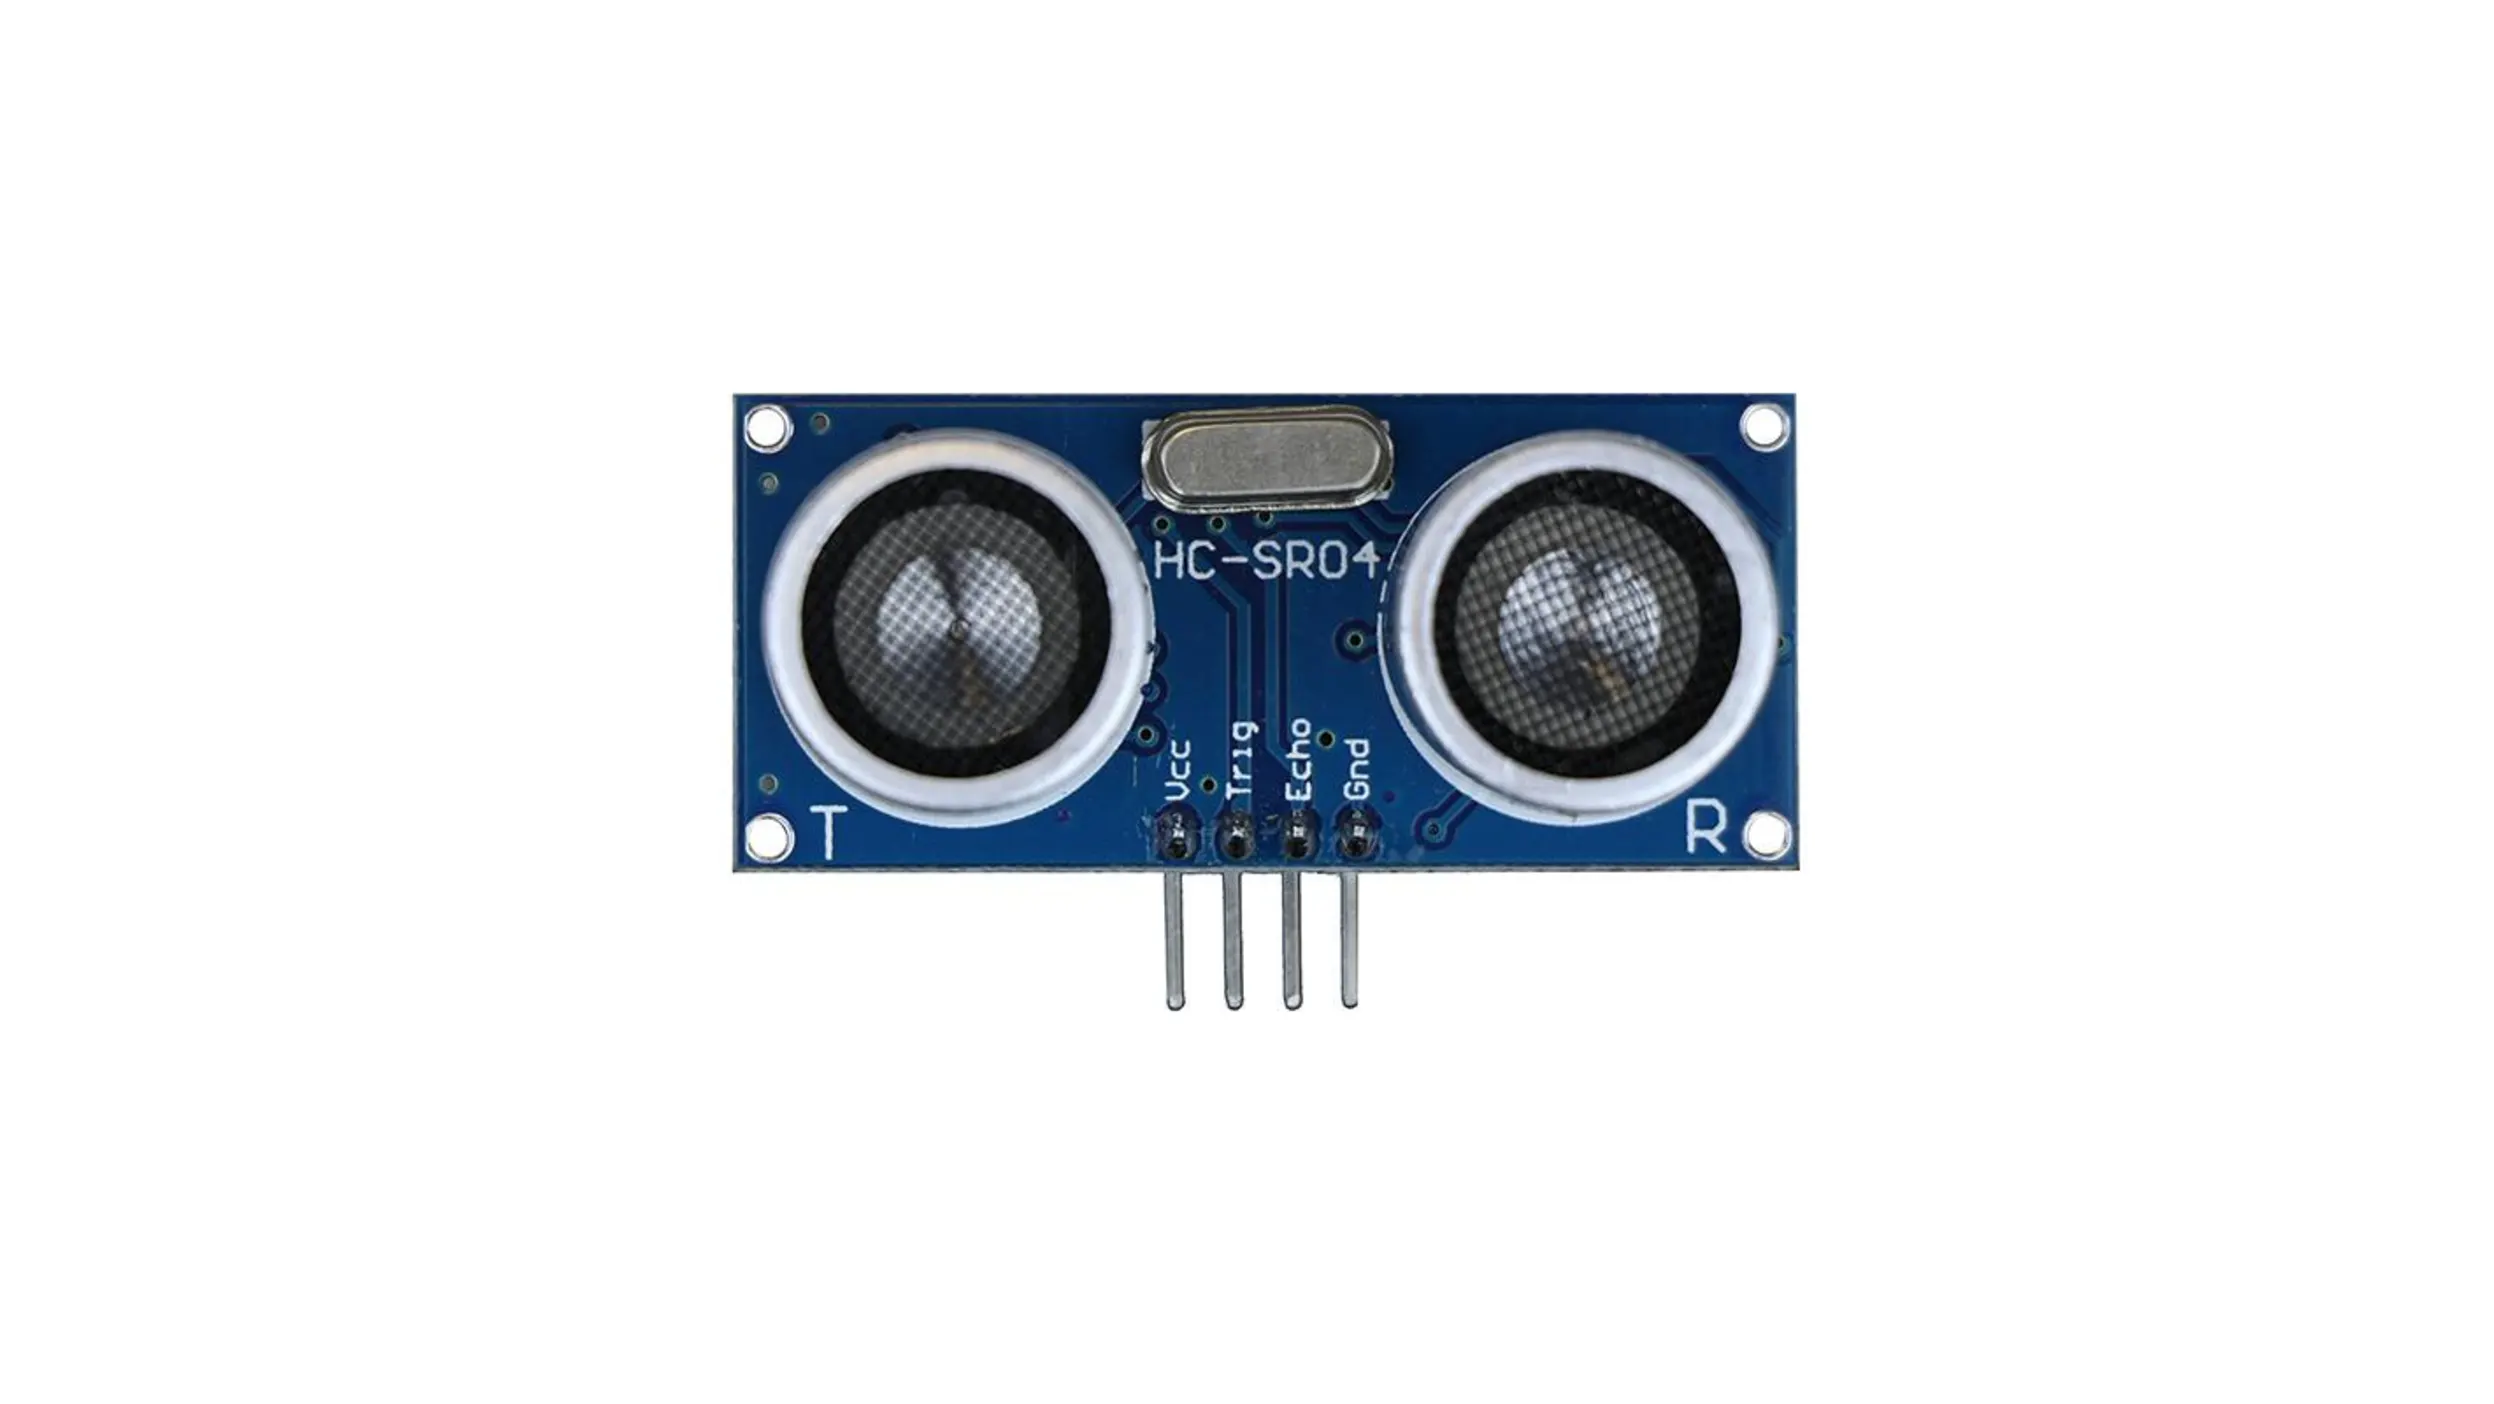 HC-SR04
Vcc
Trig
Echo
Gnd
T
R